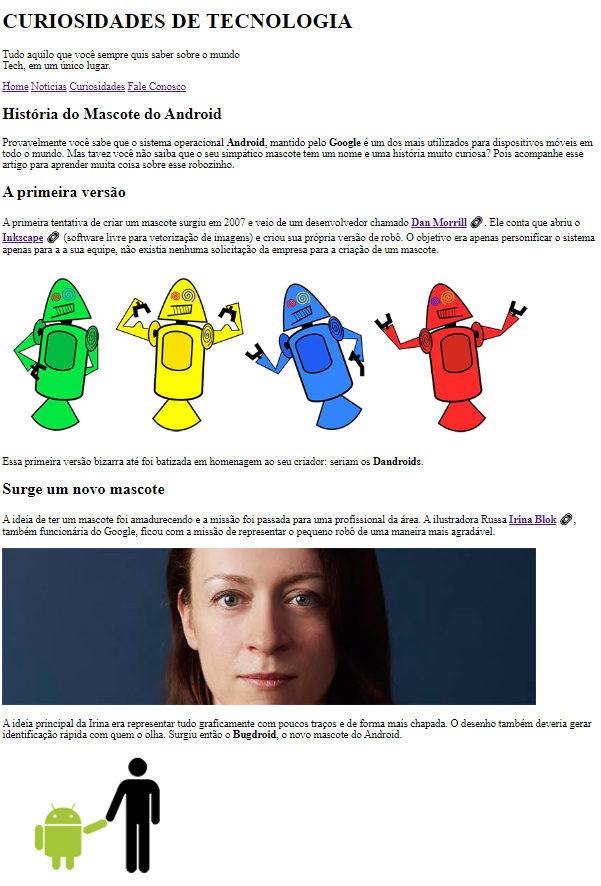 CURIOSIDADES DE TECNOLOGIA
Tudo aquilo que você sempre quis saber sobre o mundo
Tech, em um único lugar.
Home Notícias Curiosidades Fale Conosco
História do Mascote do Android
Provavelmente você sabe que o sistema operacional Android, mantido pelo Google é um dos mais utilizados para dispositivos móveis em
todo o mundo. Mas tavez você não saiba que o seu simpático mascote tem um nome e uma história muito curiosa? Pois acompanhe esse
artigo para aprender muita coisa sobre esse robozinho.
A primeira versão
A primeira tentativa de criar um mascote surgiu em 2007 e veio de um desenvolvedor chamado Dan Morrill . Ele conta que abriu o
Inkscape (software livre para vetorização de imagens) e criou sua própria versão de robô. O objetivo era apenas personificar o sistema
apenas para a a sua equipe, não existia nenhuma solicitação da empresa para a criação de um mascote.
Essa primeira versão bizarra até foi batizada em homenagem ao seu criador: seriam os Dandroids.
Surge um novo mascote
A ideia de ter um mascote foi amadurecendo e a missão foi passada para uma profissional da área. A ilustradora Russa Irina Blok ,
também funcionária do Google, ficou com a missão de representar o pequeno robô de uma maneira mais agradável.
A ideia principal da Irina era representar tudo graficamente com poucos traços e de forma mais chapada. O desenho também deveria gerar
identificação rápida com quem o olha. Surgiu então o Bugdroid, o novo mascote do Android.